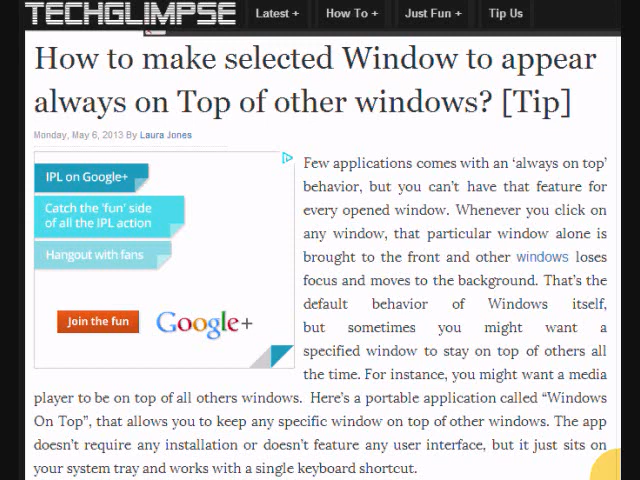 TECHGLIMPSE
Latest + How To + Just Fun + Tip Us
How to make selected Window to appear
always on Top of other windows? [Tip]
Monday, May 6, 2013 By Laura Jones
IPL on Google+
Catch the 'fun' side
of all the IPL action
Hangout with fans
Join the fun Google+
Few applications comes with an ‘always on top’
behavior, but you can’t have that feature for
every opened window. Whenever you click on
any window, that particular window alone is
brought to the front and other windows loses
focus and moves to the background. That’s the
default behavior of Windows itself,
but sometimes you might want a
specified window to stay on top of others all
the time. For instance, you might want a media
player to be on top of all others windows. Here’s a portable application called “Windows
On Top”, that allows you to keep any specific window on top of other windows. The app
doesn’t require any installation or doesn’t feature any user interface, but it just sits on
your system tray and works with a single keyboard shortcut.